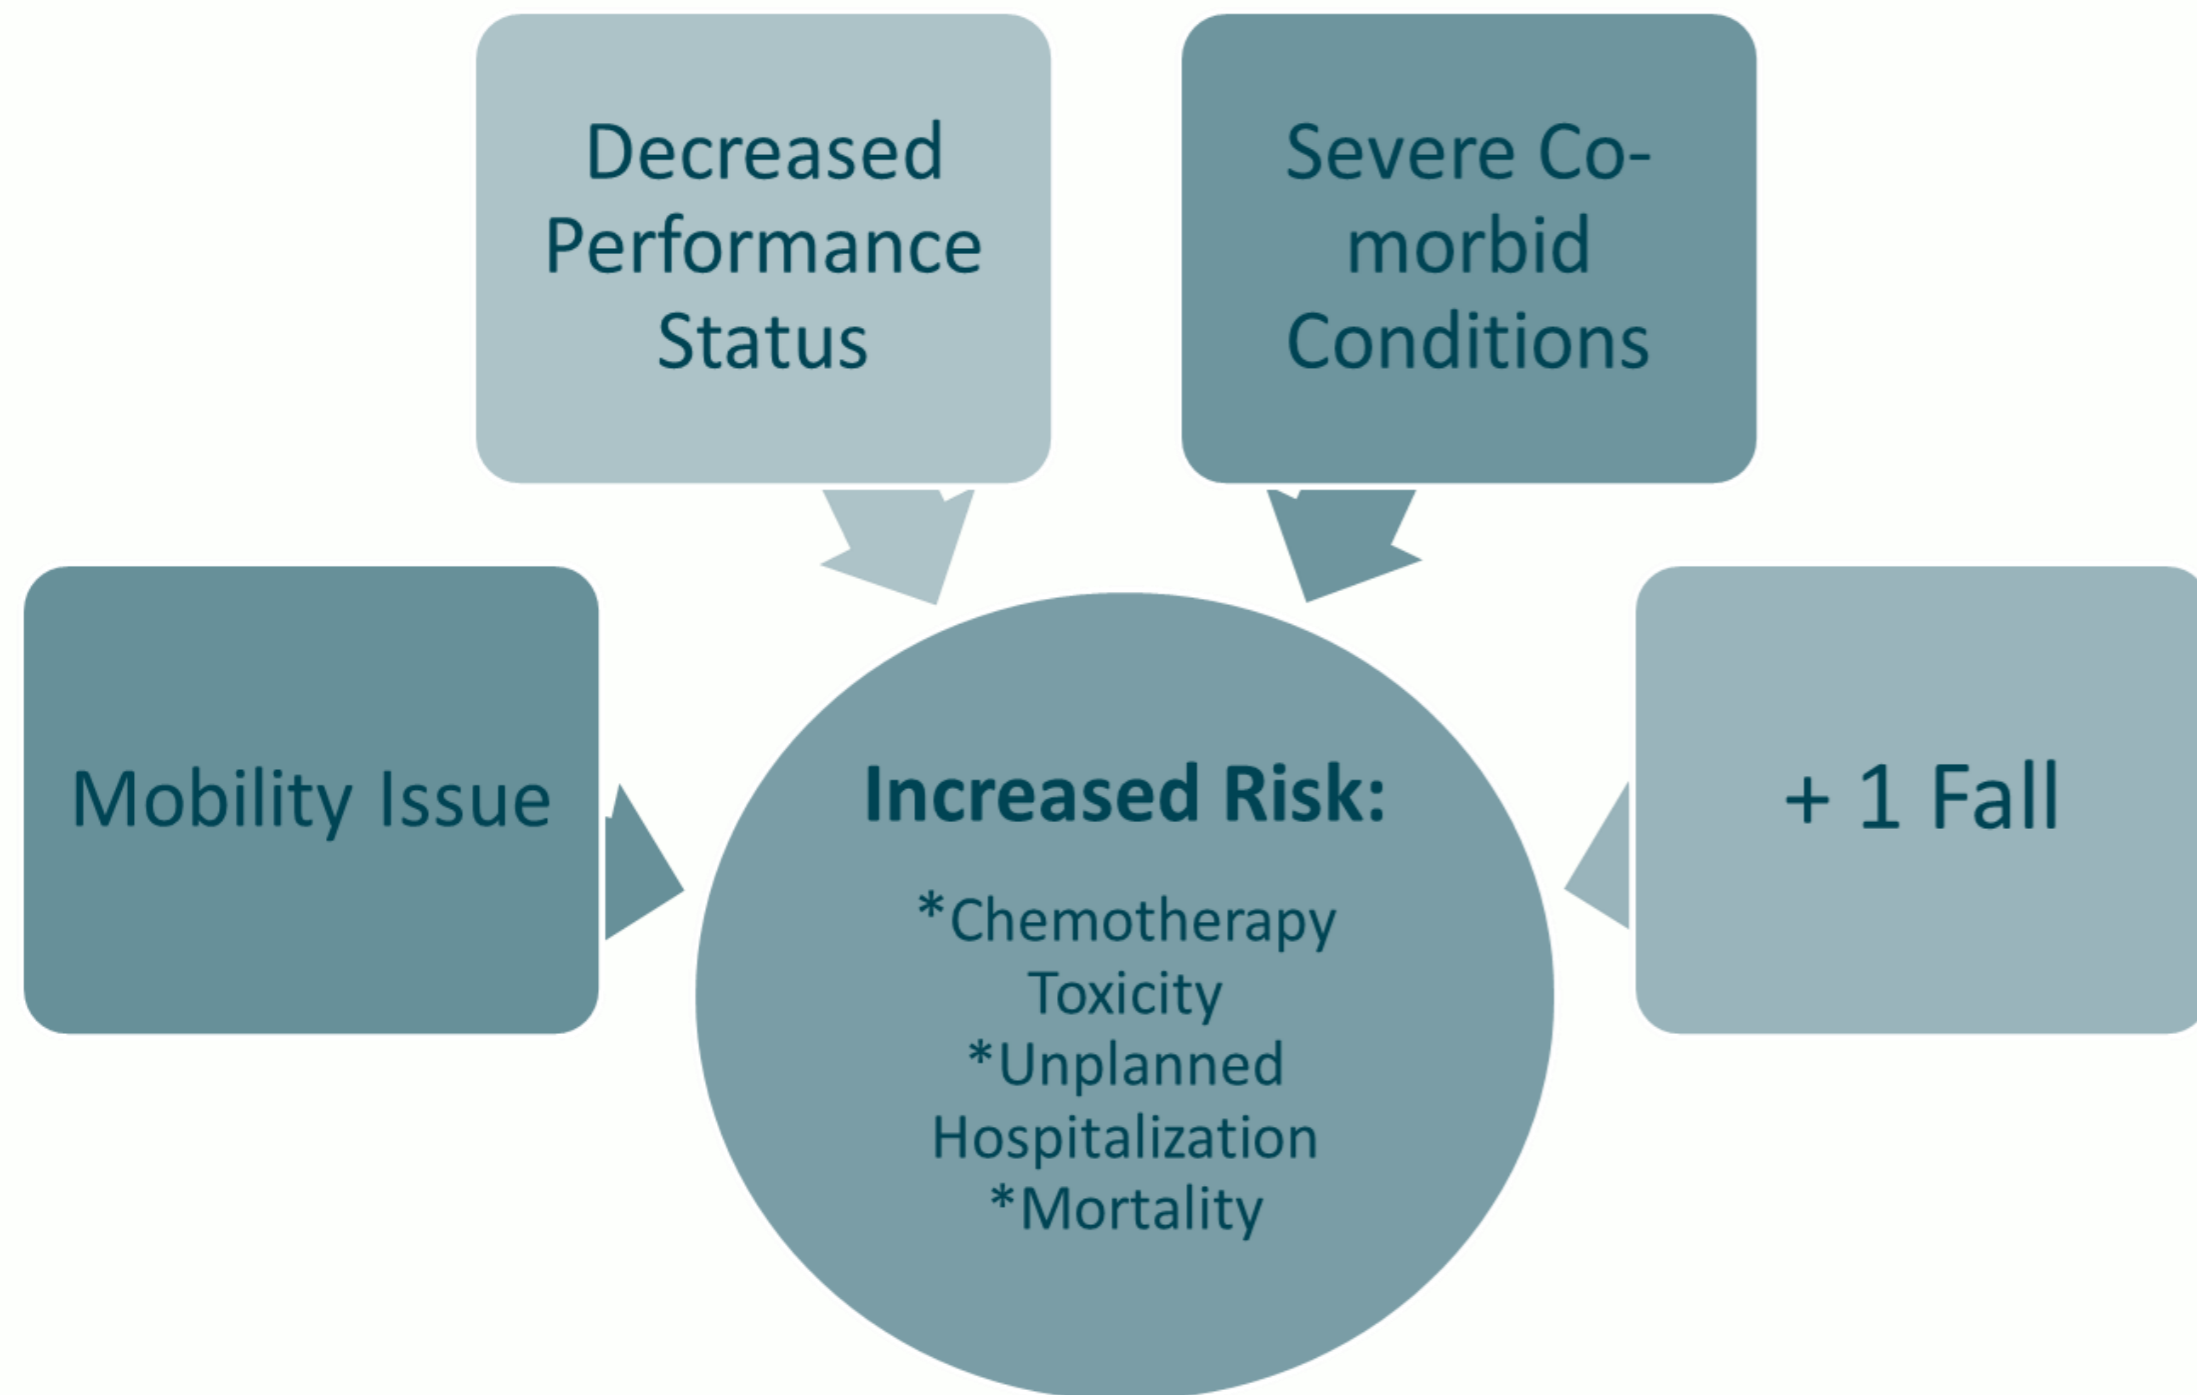 Decreased
Performance
Status
Severe Co-
morbid
Conditions
Mobility Issue
+ 1 Fall
Increased Risk:
*Chemotherapy
Toxicity
*Unplanned
Hospitalization
*Mortality